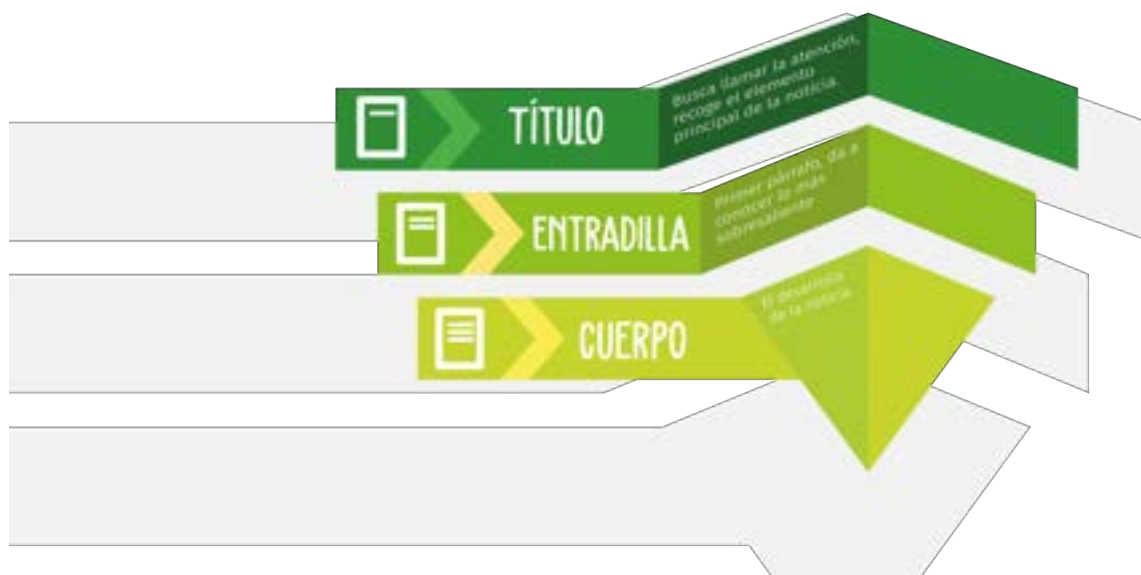 TÍTULO
Busca llamar la atención,
recoge el elemento
principal de la noticia.
ENTRADILLA
Primer párrafo, da a
conocer lo más
sobresaliente
CUERPO
El desarrollo
de la noticia.